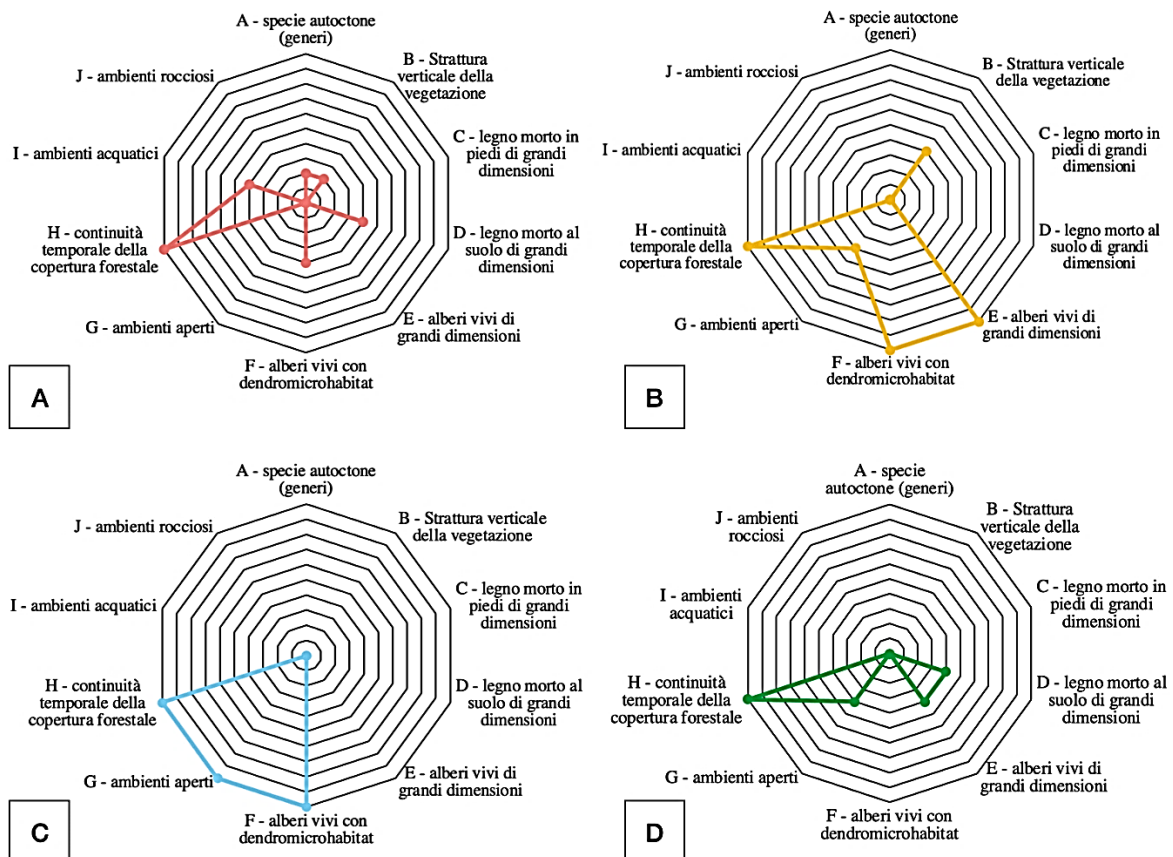 A - specie autoctone
(generi)
J - ambienti rocciosi
B - Strattura
verticale della
vegetazione
I - ambienti acquatici
C - legno morto in
piedi di grandi
dimensioni
H - continuità
temporale della
copertura forestale
D - legno morto al
suolo di grandi
dimensioni
G - ambienti aperti
E - alberi vivi di
grandi dimensioni
F - alberi vivi con
dendromicrohabitat
A
A - specie autoctone
(generi)
J - ambienti rocciosi
B - Strattura
verticale
della vegetazione
I - ambienti acquatici
C - legno morto in
piedi di grandi
dimensioni
H - continuità
temporale della
copertura forestale
D - legno morto al
suolo di grandi
dimensioni
G - ambienti aperti
E - alberi vivi di
grandi dimensioni
F - alberi vivi con
dendromicrohabitat
B
A - specie autoctone
(generi)
J - ambienti rocciosi
B - Strattura verticale
della vegetazione
I - ambienti acquatici
C - legno morto in
piedi di grandi
dimensioni
H - continuità
temporale della
copertura forestale
D - legno morto al
suolo di grandi
dimensioni
G - ambienti aperti
E - alberi vivi di
grandi dimensioni
F - alberi vivi con
dendromicrohabitat
C
A - specie
autoctone (generi)
J - ambienti
rocciosi
B - Strattura
verticale della
vegetazione
I - ambienti
acquatici
C - legno morto in
piedi di grandi
dimensioni
H - continuità
temporale della
copertura forestale
D - legno morto al
suolo di grandi
dimensioni
G - ambienti aperti
E - alberi vivi di
grandi dimensioni
F - alberi vivi con
dendromicrohabitat
D